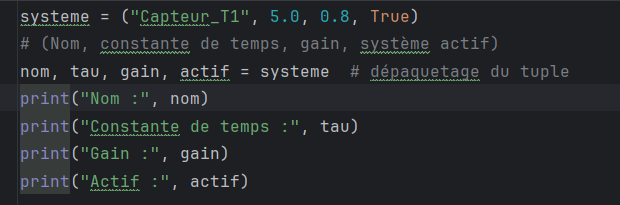 systeme = ("Capteur_T1", 5.0, 0.8, True)
# (Nom, constante de temps, gain, système actif)
nom, tau, gain, actif = systeme  # dépaquetage du tuple
print("Nom :", nom)
print("Constante de temps :", tau)
print("Gain :", gain)
print("Actif :", actif)